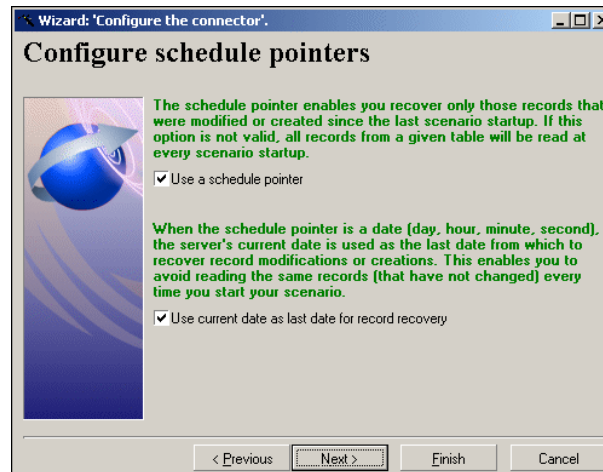 Wizard: 'Configure the connector'.
Configure schedule pointers
The schedule pointer enables you recover only those records that
were modified or created since the last scenario startup. If this
option is not valid, all records from a given table will be read at
every scenario startup.
Use a schedule pointer
When the schedule pointer is a date (day, hour, minute, second),
the server's current date is used as the last date from which to
recover record modifications or creations. This enables you to
avoid reading the same records (that have not changed) every
time you start your scenario.
Use current date as last date for record recovery
< Previous Next > Finish Cancel